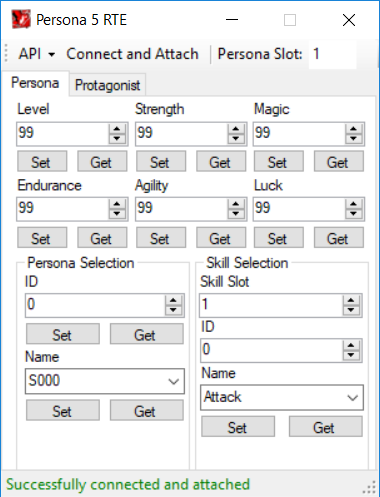 Persona 5 RTE
API Connect and Attach Persona Slot: 1
Persona Protagonist
Level Strength Magic
99 99 99
Set Get Set Get Set Get
Endurance Agility Luck
99 99 99
Set Get Set Get Set Get
Persona Selection
ID
0
Set Get
Name
S000
Set Get
Skill Selection
Skill Slot
1
ID
0
Name
Attack
Set Get
Successfully connected and attached